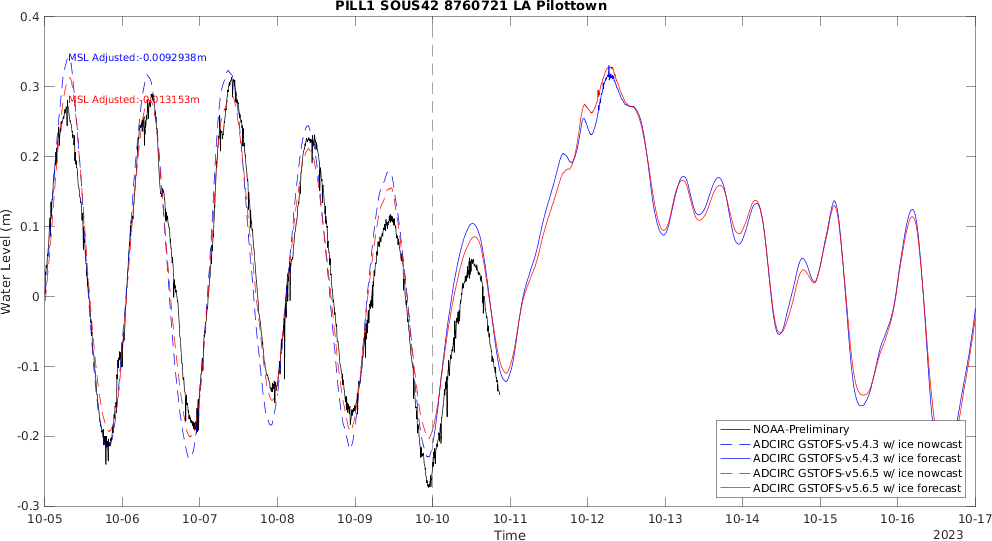 PILL1 SOUS42 8760721 LA Pilottown
Water Level (m)
0.4
0.3
0.2
0.1
0
-0.1
-0.2
-0.3
MSL Adjusted:-0.0092938m
MSL Adjusted:-0.013153m
NOAA-Preliminary
ADCIRC GSTOFS-v5.4.3 w/ ice nowcast
ADCIRC GSTOFS-v5.4.3 w/ ice forecast
ADCIRC GSTOFS-v5.6.5 w/ ice nowcast
ADCIRC GSTOFS-v5.6.5 w/ ice forecast
10-05 10-06 10-07 10-08 10-09 10-10 10-11 10-12 10-13 10-14 10-15 10-16 10-17
Time
2023